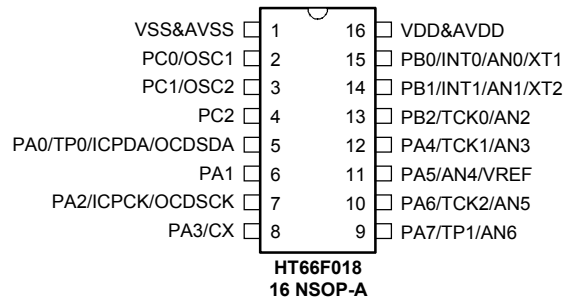 VSS&AVSS 1 16 VDD&AVDD
PC0/OSC1 2 15 PB0/INT0/AN0/XT1
PC1/OSC2 3 14 PB1/INT1/AN1/XT2
PC2 4 13 PB2/TCK0/AN2
PA0/TP0/ICPDA/OCDSDA 5 12 PA4/TCK1/AN3
PA1 6 11 PA5/AN4/VREF
PA2/ICPCK/OCDSCK 7 10 PA6/TCK2/AN5
PA3/CX 8 9 PA7/TP1/AN6
HT66F018
16 NSOP-A